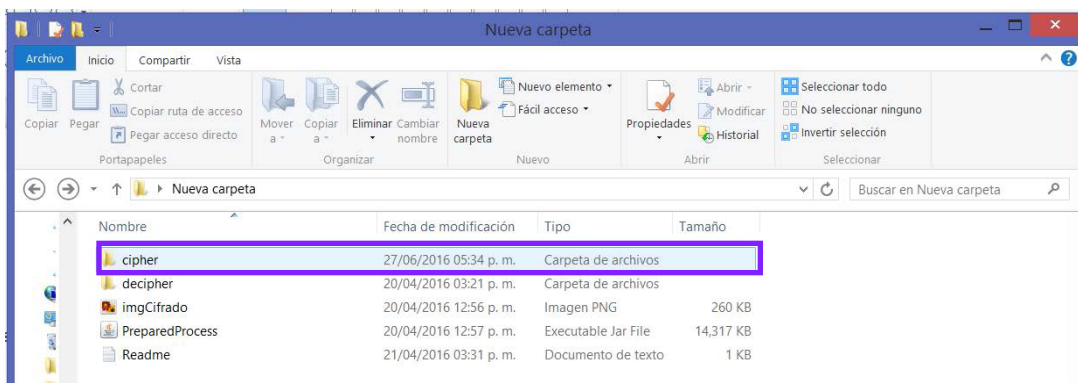 Nueva carpeta
Archivo Inicio Compartir Vista
Copiar
Pegar
Cortar
Copiar ruta de acceso
Pegar acceso directo
Portapapeles
Mover a
Copiar a
Eliminar
Cambiar nombre
Organizar
Nueva carpeta
Nuevo elemento
Fácil acceso
Nuevo
Propiedades
Abrir
Modificar
Historial
Abrir
Seleccionar todo
No seleccionar ninguno
Invertir selección
Seleccionar
Nueva carpeta Buscar en Nueva carpeta
Nombre Fecha de modificación Tipo Tamaño
cipher 27/06/2016 05:34 p. m. Carpeta de archivos
decipher 20/04/2016 03:21 p. m. Carpeta de archivos
imgCifrado 20/04/2016 12:56 p. m. Imagen PNG 260 KB
PreparedProcess 20/04/2016 12:57 p. m. Executable Jar File 14,317 KB
Readme 21/04/2016 03:31 p. m. Documento de texto 1 KB